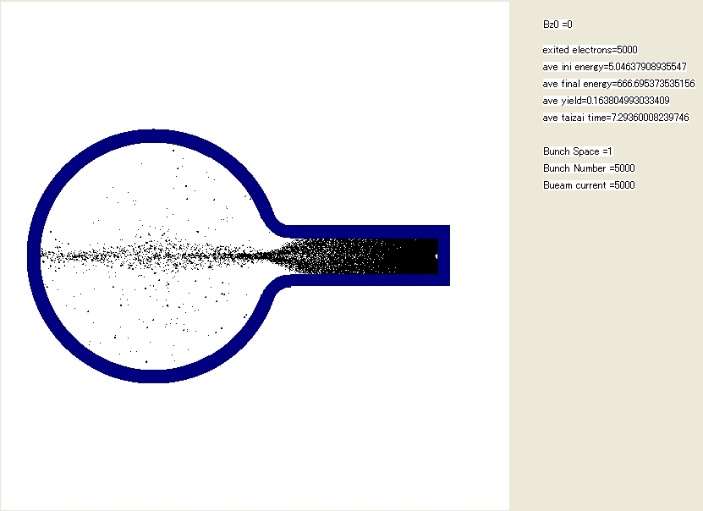 Bz0 =0
exited electrons=5000
ave ini energy=5.04637908935547
ave final energy=666.695373535156
ave yield=0.163804993033409
ave taizai time=7.29360008239746
Bunch Space =1
Bunch Number =5000
Bueam current =5000